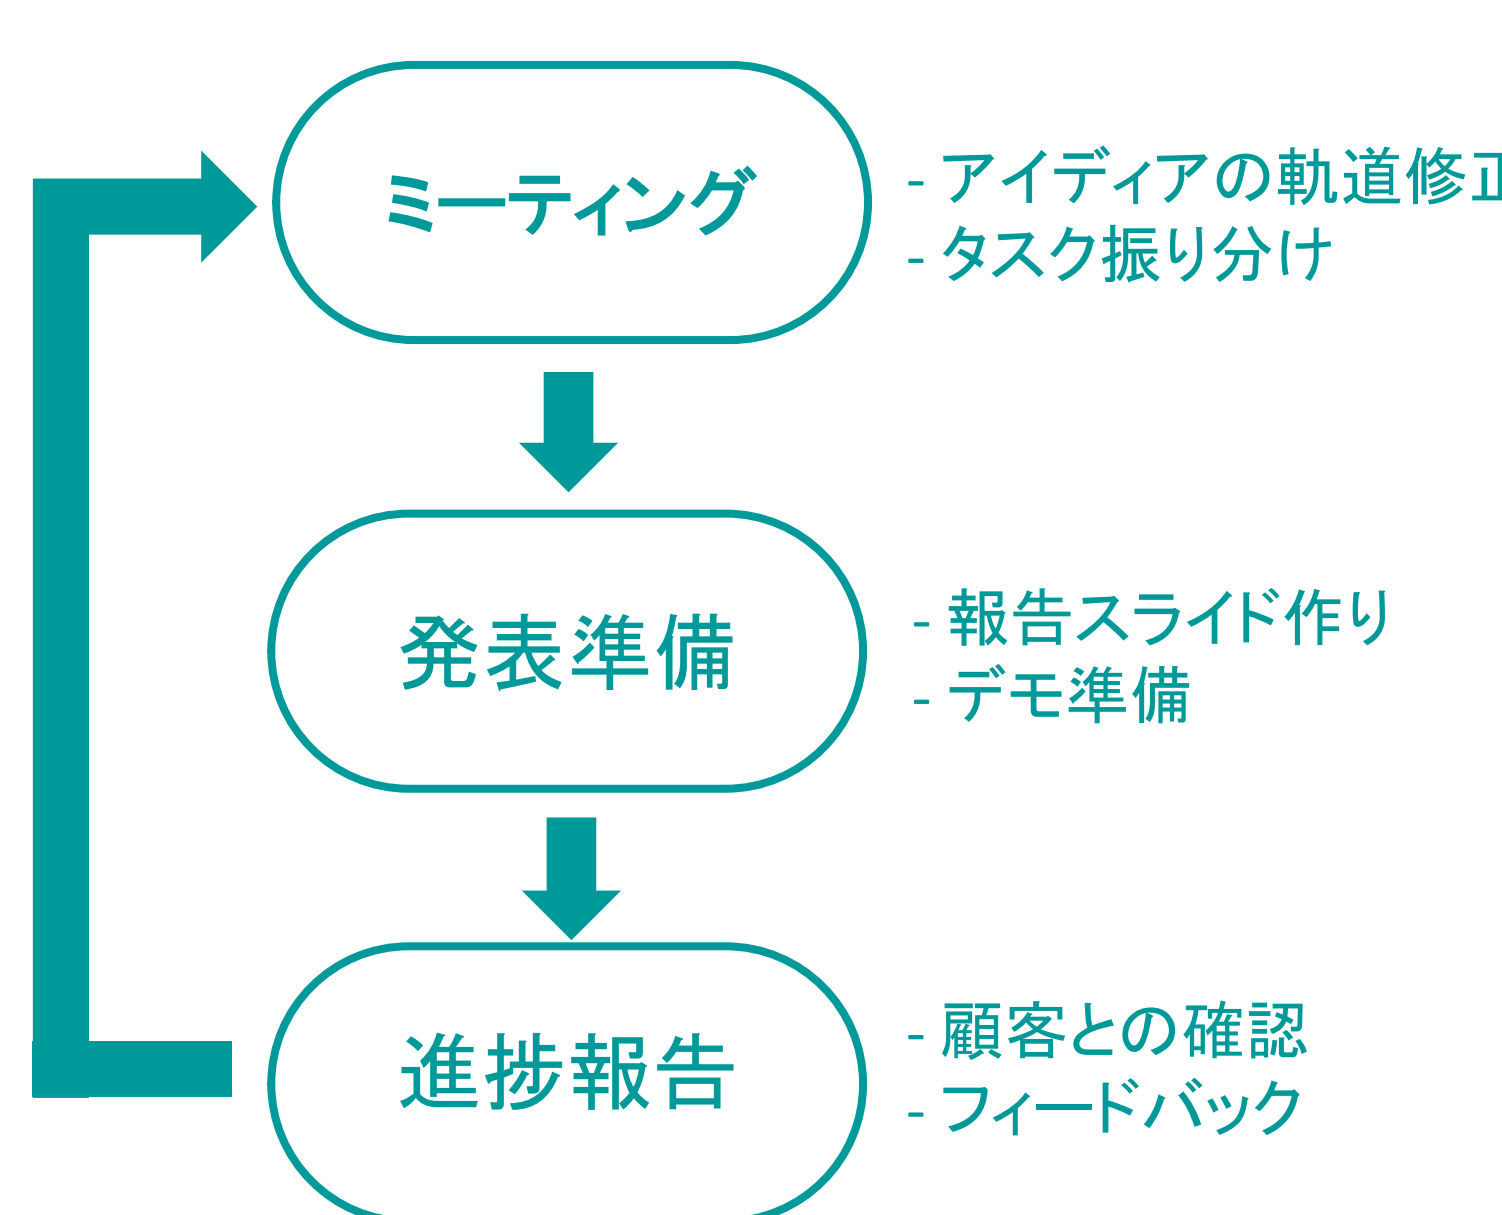 ミーティング
- アイディアの軌道修正
- タスク振り分け
発表準備
- 報告スライド作り
- デモ準備
進捗報告
- 顧客との確認
- フィードバック